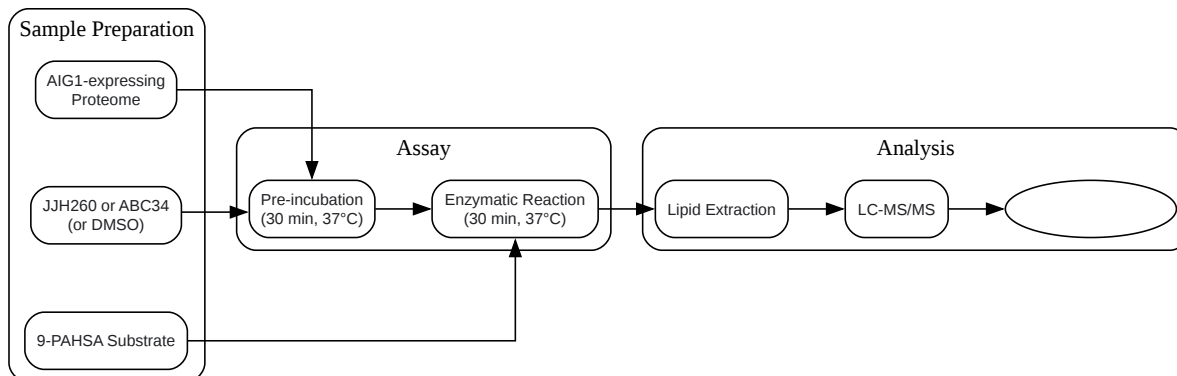 Sample Preparation
AIG1-expressing
Proteome
JJH260 or ABC34
(or DMSO)
9-PAHSA Substrate
Assay
Pre-incubation
(30 min, 37°C)
Enzymatic Reaction
(30 min, 37°C)
Analysis
Lipid Extraction
LC-MS/MS